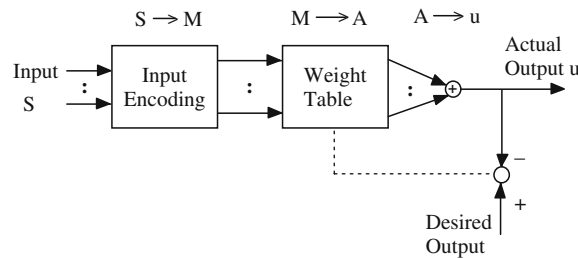 S → M
M → A
A → u
Input
S
:
Input
Encoding
:
Weight
Table
:
+
Actual
Output u
−
+
Desired
Output